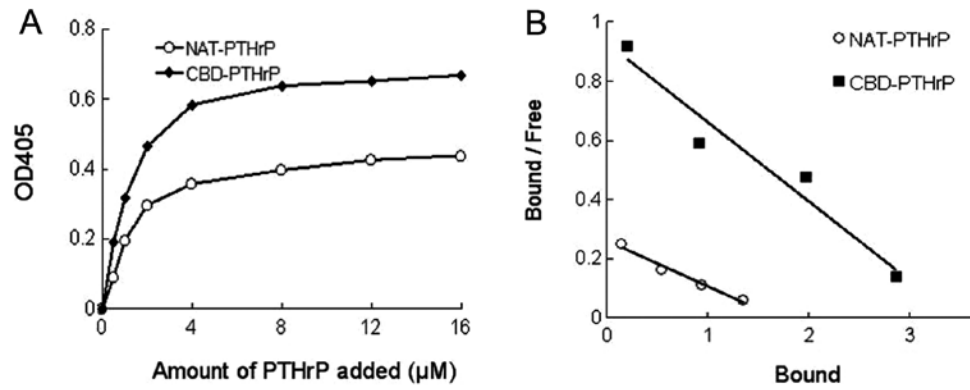 A
NAT-PTHrP
CBD-PTHrP
0.8
0.6
0.4
0.2
0
0 4 8 12 16
OD405
Amount of PTHrP added (μM)
B
NAT-PTHrP
CBD-PTHrP
1
0.8
0.6
0.4
0.2
0
0 1 2 3
Bound / Free
Bound